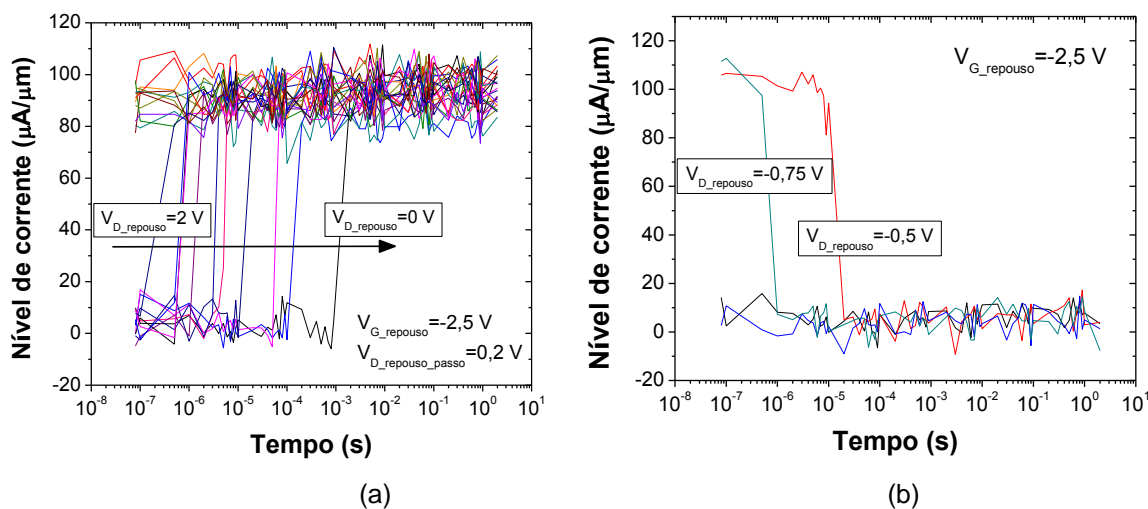 120
100
80
60
40
20
0
-20
Nível de corrente (μA/μm)
V_D_repouso=2 V
V_D_repouso=0 V
V_G_repouso=-2,5 V
V_D_repouso_passo=0,2 V
10^-8 10^-7 10^-6 10^-5 10^-4 10^-3 10^-2 10^-1 10^0 10^1
Tempo (s)
(a)
120
100
80
60
40
20
0
-20
Nível de corrente (μA/μm)
V_G_repouso=-2,5 V
V_D_repouso=-0,75 V
V_D_repouso=-0,5 V
10^-8 10^-7 10^-6 10^-5 10^-4 10^-3 10^-2 10^-1 10^0 10^1
Tempo (s)
(b)